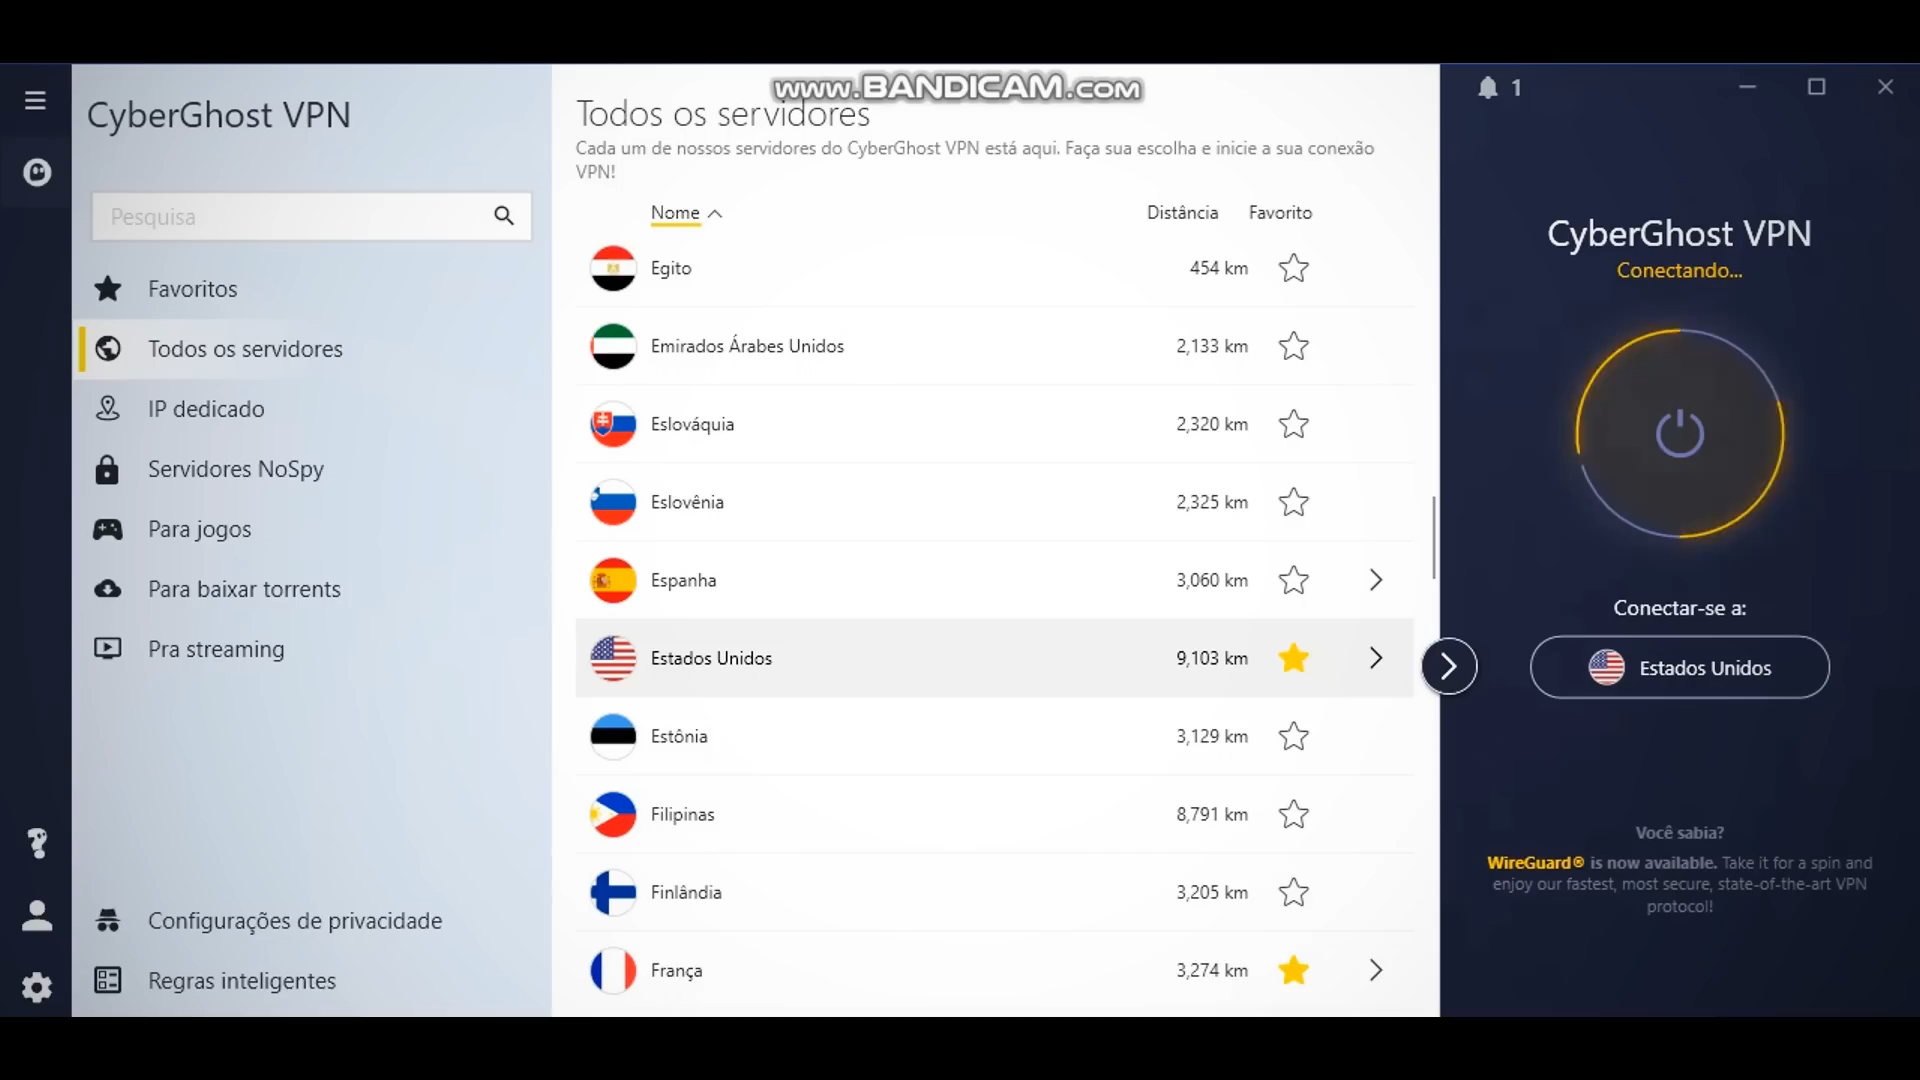 www.BANDICAM.com
1
CyberGhost VPN
Pesquisa
Favoritos
Todos os servidores
IP dedicado
Servidores NoSpy
Para jogos
Para baixar torrents
Pra streaming
Configurações de privacidade
Regras inteligentes
Todos os servidores
Cada um de nossos servidores do CyberGhost VPN está aqui. Faça sua escolha e inicie a sua conexão
VPN!
Nome Distância Favorito
Egito 454 km
Emirados Árabes Unidos 2,133 km
Eslováquia 2,320 km
Eslovênia 2,325 km
Espanha 3,060 km
Estados Unidos 9,103 km
Estônia 3,129 km
Filipinas 8,791 km
Finlândia 3,205 km
França 3,274 km
CyberGhost VPN
Conectando...
Conectar-se a:
Estados Unidos
Você sabia?
WireGuard® is now available. Take it for a spin and
enjoy our fastest, most secure, state-of-the-art VPN
protocol!